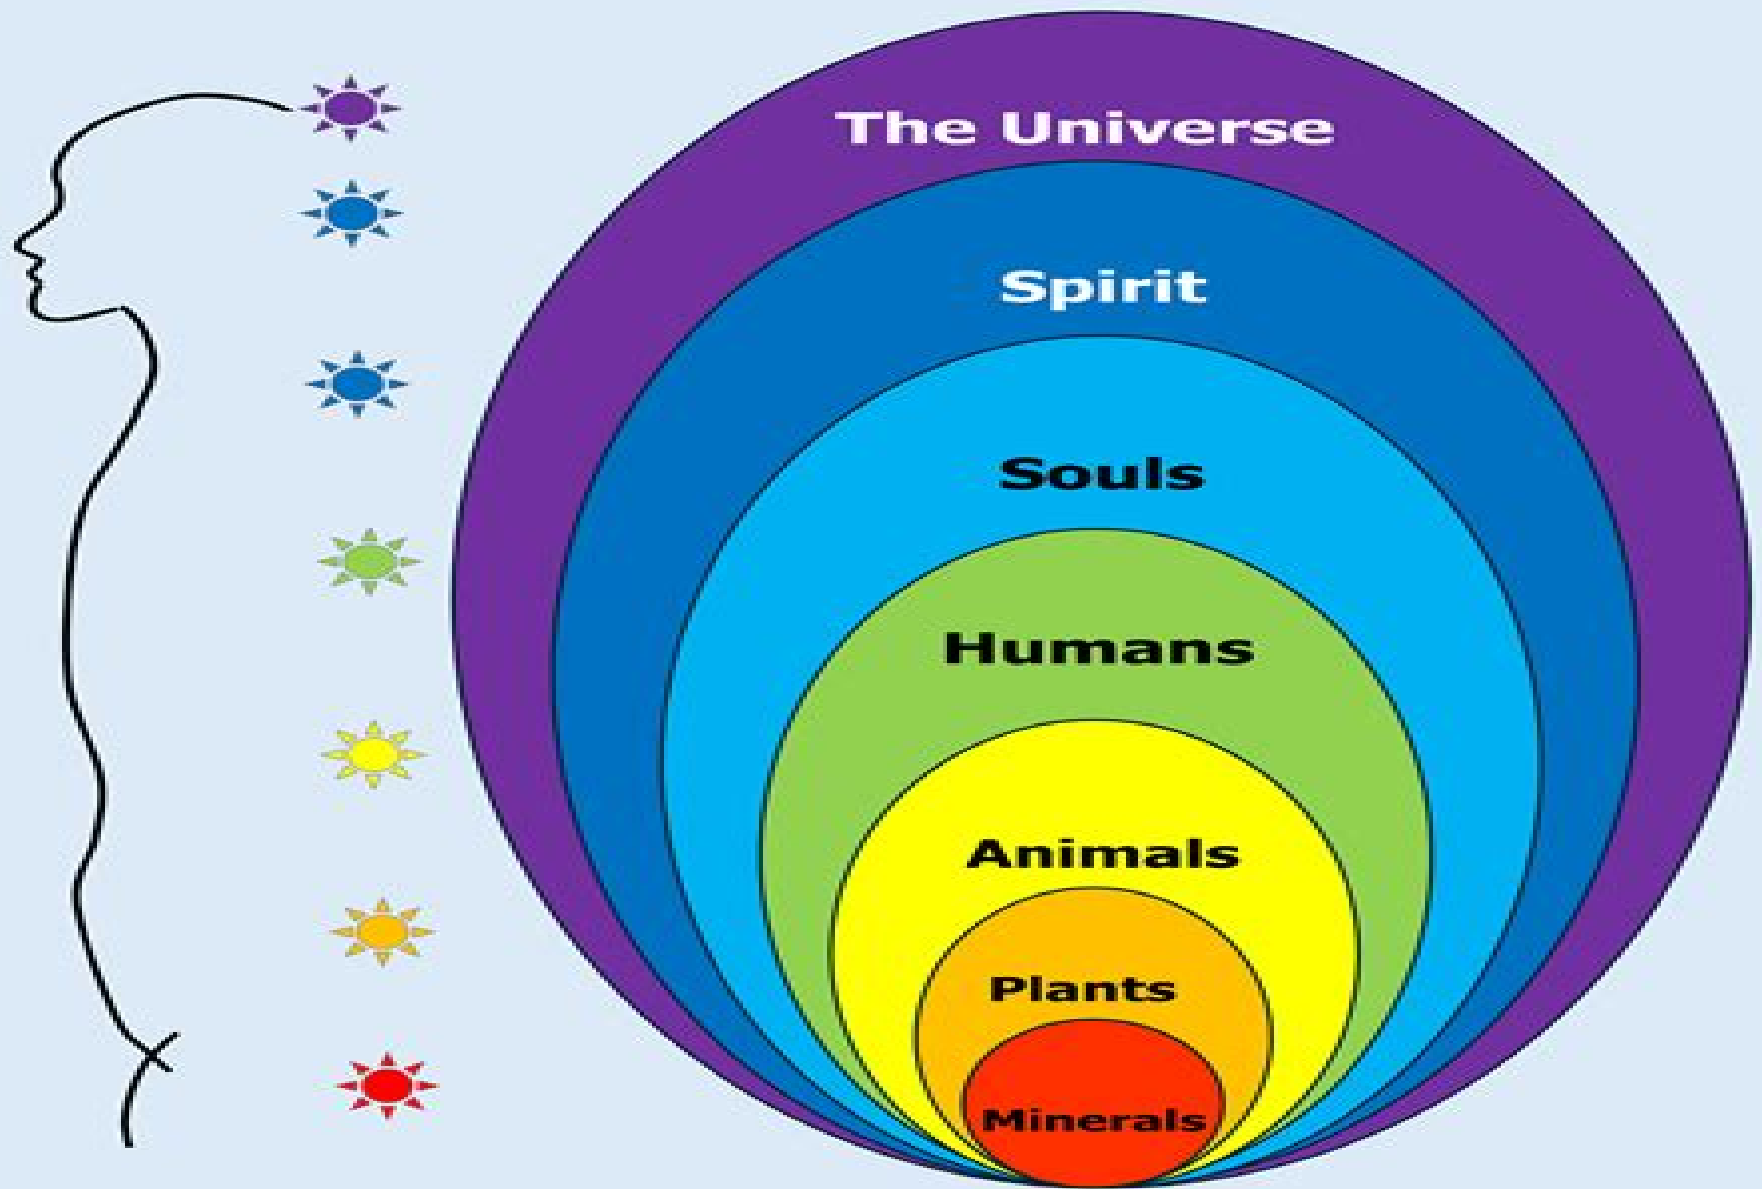 The Universe
Spirit
Souls
Humans
Animals
Plants
Minerals